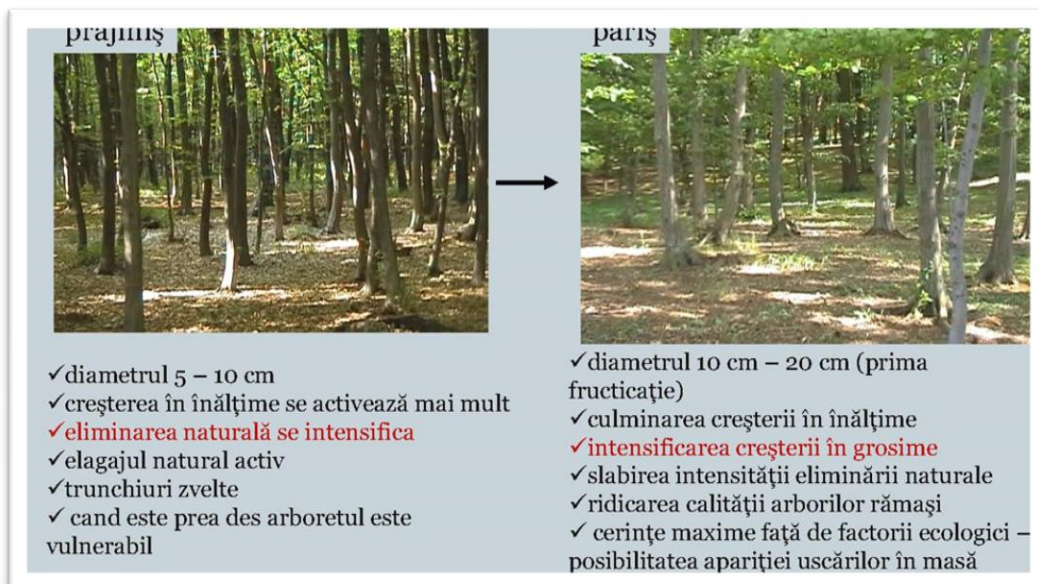 prăjiniş
✓diametrul 5 – 10 cm
✓creşterea în înălţime se activează mai mult
✓eliminarea naturală se intensifica
✓elagajul natural activ
✓trunchiuri zvelte
✓ cand este prea des arboretul este
vulnerabil
păriş
✓diametrul 10 cm – 20 cm (prima
fructicaţie)
✓culminarea creşterii în înălţime
✓intensificarea creşterii în grosime
✓slabirea intensităţii eliminării naturale
✓ridicarea calităţii arborilor rămaşi
✓ cerinţe maxime faţă de factorii ecologici –
posibilitatea apariţiei uscărilor în masă